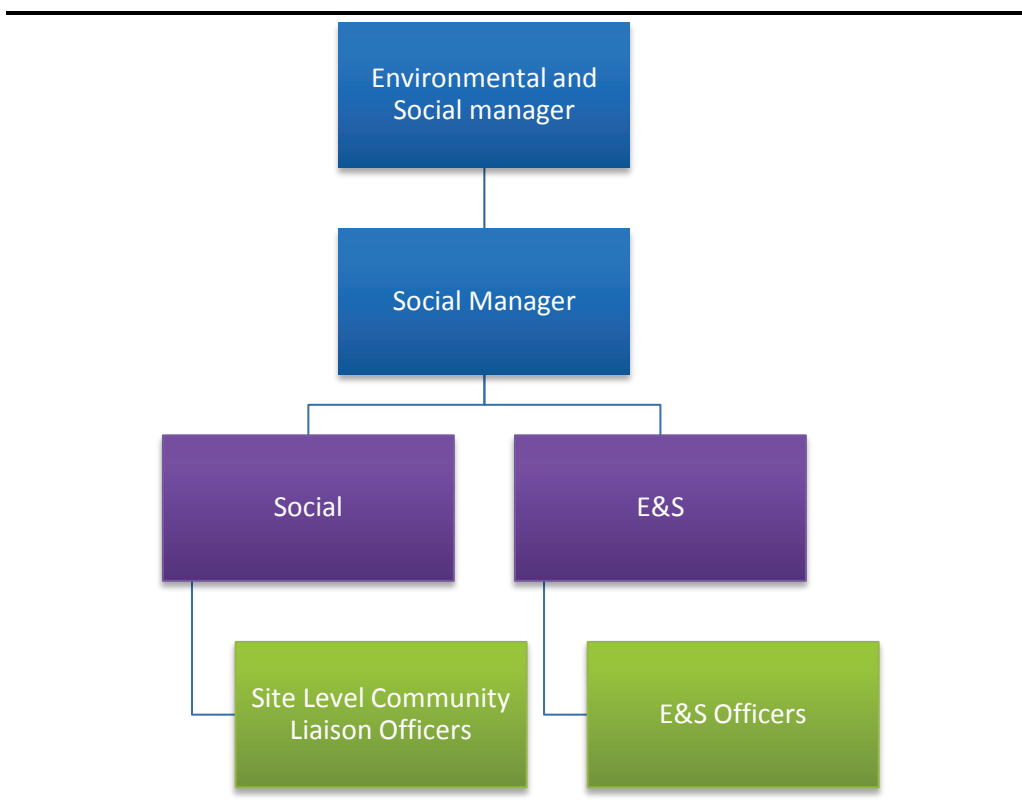 Environmental and
Social manager
Social Manager
Social
E&S
Site Level Community
Liaison Officers
E&S Officers